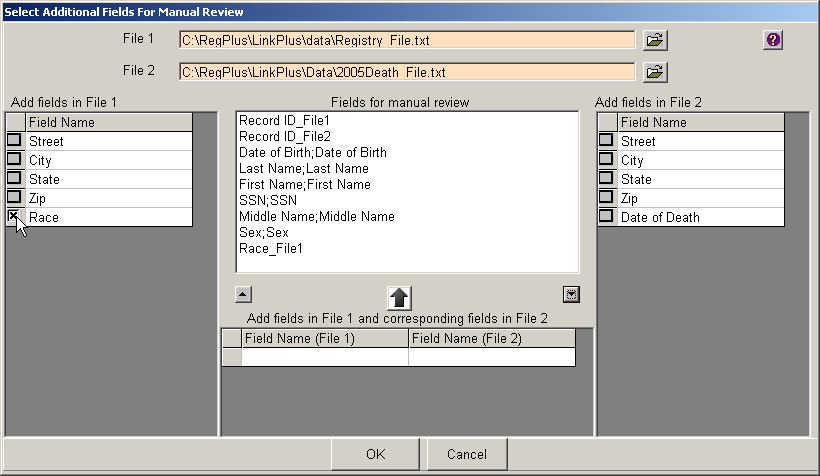 Select Additional Fields For Manual Review
File 1
C:\RegPlus\LinkPlus\data\Registry_File.txt
?
File 2
C:\RegPlus\LinkPlus\Data\2005Death_File.txt
Add fields in File 1
Field Name
Street
City
State
Zip
Race
Fields for manual review
Record ID_File1
Record ID_File2
Date of Birth;Date of Birth
Last Name;Last Name
First Name;First Name
SSN;SSN
Middle Name;Middle Name
Sex;Sex
Race_File1
Add fields in File 2
Field Name
Street
City
State
Zip
Date of Death
Add fields in File 1 and corresponding fields in File 2
Field Name (File 1) Field Name (File 2)
OK Cancel